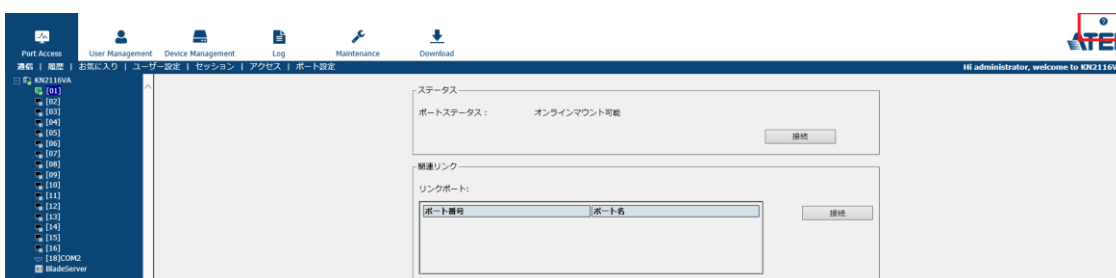 Port Access User Management Device Management Log Maintenance Download
通信 | 履歴 | お気に入り | ユーザー設定 | セッション | アクセス | ポート設定
Hi administrator, welcome to KN2116V
KN2116VA
[01]
[02]
[03]
[04]
[05]
[06]
[07]
[08]
[09]
[10]
[11]
[12]
[13]
[14]
[15]
[16]
[18]COM2
BladeServer
ステータス
ポートステータス： オンラインマウント可能
接続
関連リンク
リンクポート:
ポート番号 ポート名
接続
?
ATE